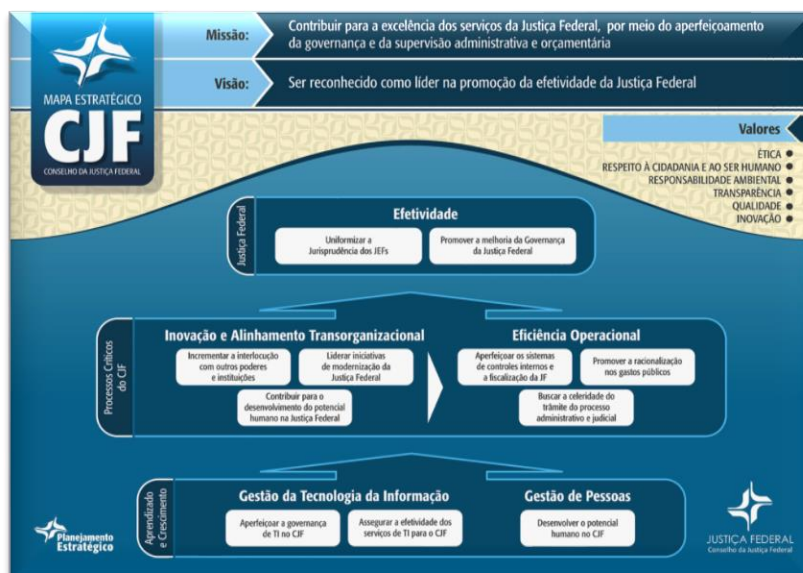 MAPA ESTRATÉGICO
CJF
CONSELHO DA JUSTIÇA FEDERAL
Missão:
Contribuir para a excelência dos serviços da Justiça Federal, por meio do aperfeiçoamento
da governança e da supervisão administrativa e orçamentária
Visão:
Ser reconhecido como líder na promoção da efetividade da Justiça Federal
Valores
ÉTICA
RESPEITO À CIDADANIA E AO SER HUMANO
RESPONSABILIDADE AMBIENTAL
TRANSPARÊNCIA
QUALIDADE
INOVAÇÃO
Justiça Federal
Efetividade
Uniformizar a
Jurisprudência dos JEFs
Promover a melhoria da Governança
da Justiça Federal
Processos Críticos
do CJF
Inovação e Alinhamento Transorganizacional
Incrementar a interlocução
com outros poderes
e instituições
Liderar iniciativas
de modernização da
Justiça Federal
Contribuir para o
desenvolvimento do potencial
humano na Justiça Federal
Eficiência Operacional
Aperfeiçoar os sistemas
de controles internos e
a fiscalização da JF
Promover a racionalização
nos gastos públicos
Buscar a celeridade do
trâmite do processo
administrativo e judicial
Aprendizado
e Crescimento
Gestão da Tecnologia da Informação
Aperfeiçoar a governança
de TI no CJF
Assegurar a efetividade dos
serviços de TI para o CJF
Gestão de Pessoas
Desenvolver o potencial
humano no CJF
Planejamento
Estratégico
JUSTIÇA FEDERAL
Conselho da Justiça Federal